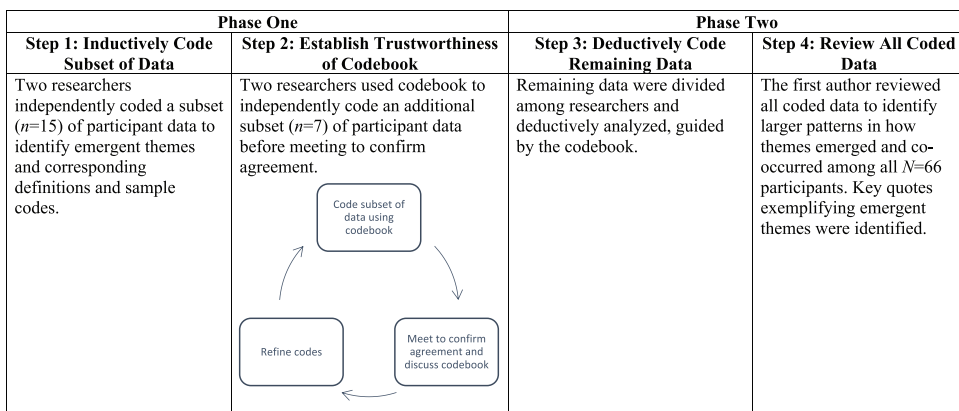 Phase One
Phase Two
Step 1: Inductively Code
Subset of Data
Step 2: Establish Trustworthiness
of Codebook
Step 3: Deductively Code
Remaining Data
Step 4: Review All Coded
Data
Two researchers
independently coded a subset
(n=15) of participant data to
identify emergent themes
and corresponding
definitions and sample
codes.
Two researchers used codebook to
independently code an additional
subset (n=7) of participant data
before meeting to confirm
agreement.
Code subset of
data using
codebook
Meet to confirm
agreement and
discuss codebook
Refine codes
Remaining data were divided
among researchers and
deductively analyzed, guided
by the codebook.
The first author reviewed
all coded data to identify
larger patterns in how
themes emerged and co-
occurred among all N=66
participants. Key quotes
exemplifying emergent
themes were identified.